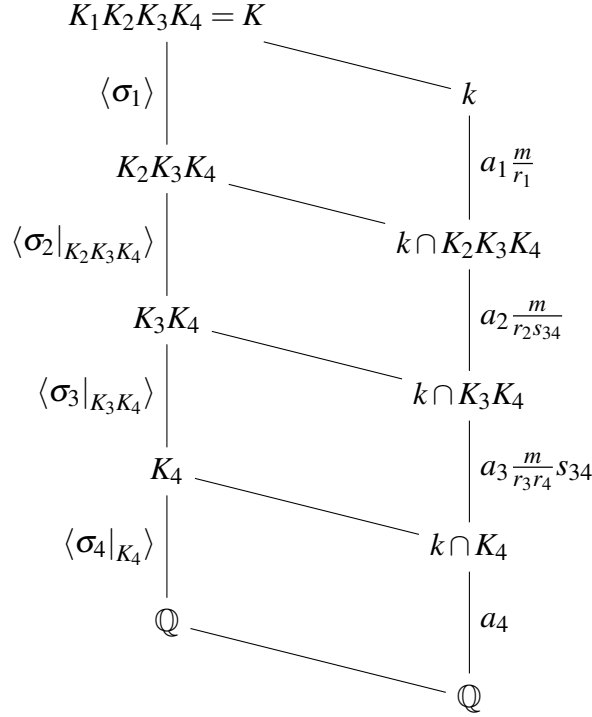 K₁K₂K₃K₄ = K
k
⟨σ₁⟩
a₁ m/r₁
K₂K₃K₄
k ∩ K₂K₃K₄
⟨σ₂|_{K₂K₃K₄}⟩
a₂ m/(r₂s₃₄)
K₃K₄
k ∩ K₃K₄
⟨σ₃|_{K₃K₄}⟩
a₃ m/(r₃r₄) s₃₄
K₄
k ∩ K₄
⟨σ₄|_{K₄}⟩
a₄
ℚ
ℚ